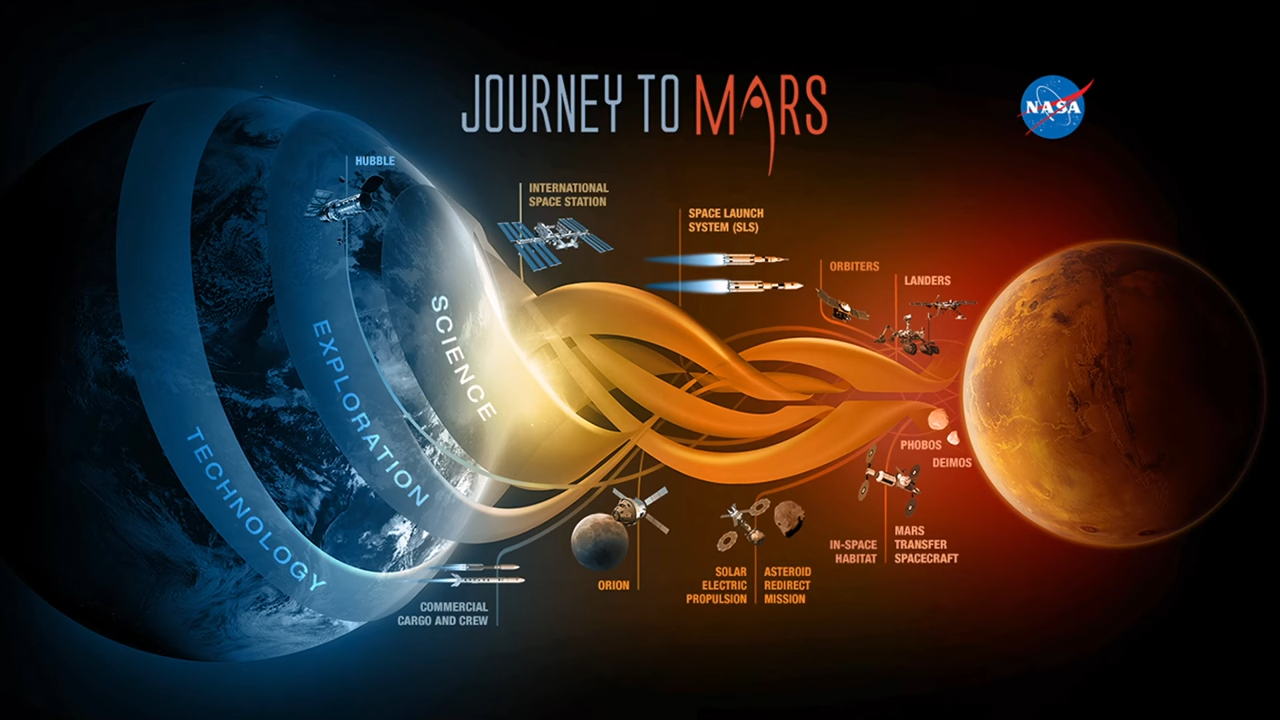 JOURNEY TO MARS
NASA
HUBBLE
INTERNATIONAL
SPACE STATION
SPACE LAUNCH
SYSTEM (SLS)
ORBITERS
LANDERS
SCIENCE
EXPLORATION
TECHNOLOGY
PHOBOS
DEIMOS
COMMERCIAL
CARGO AND CREW
ORION
SOLAR
ELECTRIC
PROPULSION
ASTEROID
REDIRECT
MISSION
IN-SPACE
HABITAT
MARS
TRANSFER
SPACECRAFT